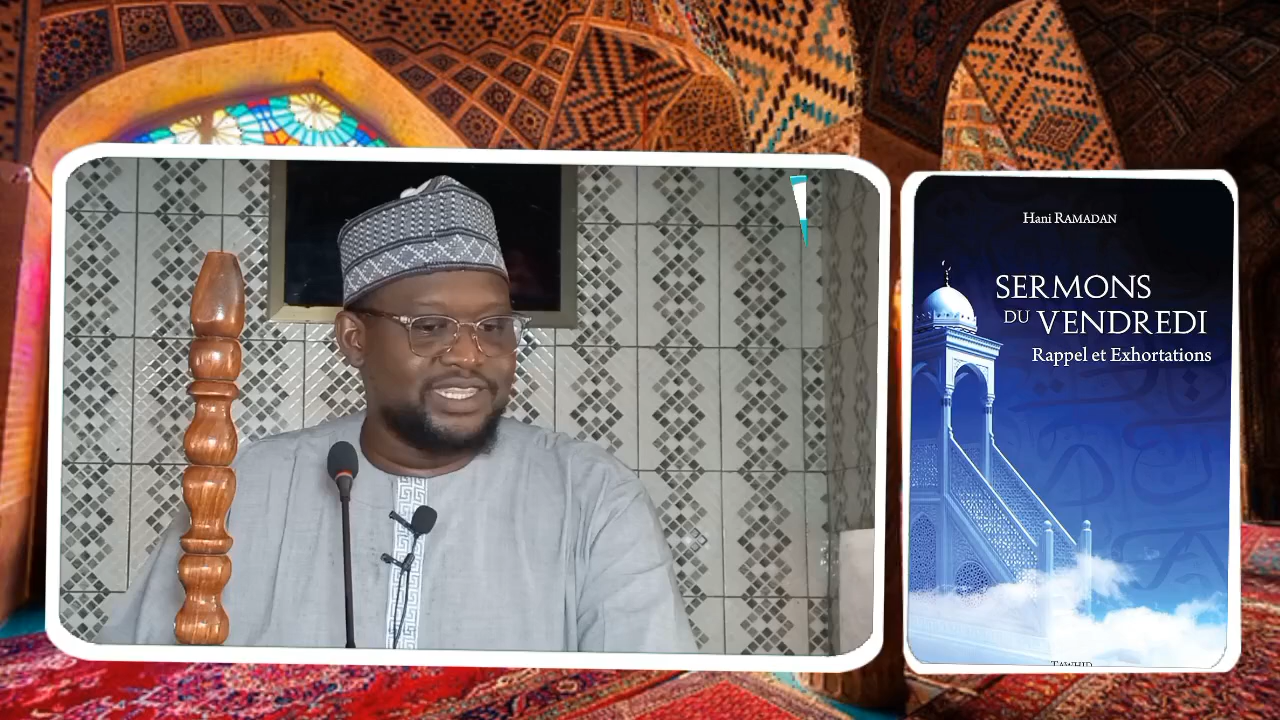 Hani RAMADAN
SERMONS
DU VENDREDI
Rappel et Exhortations
TAWHID